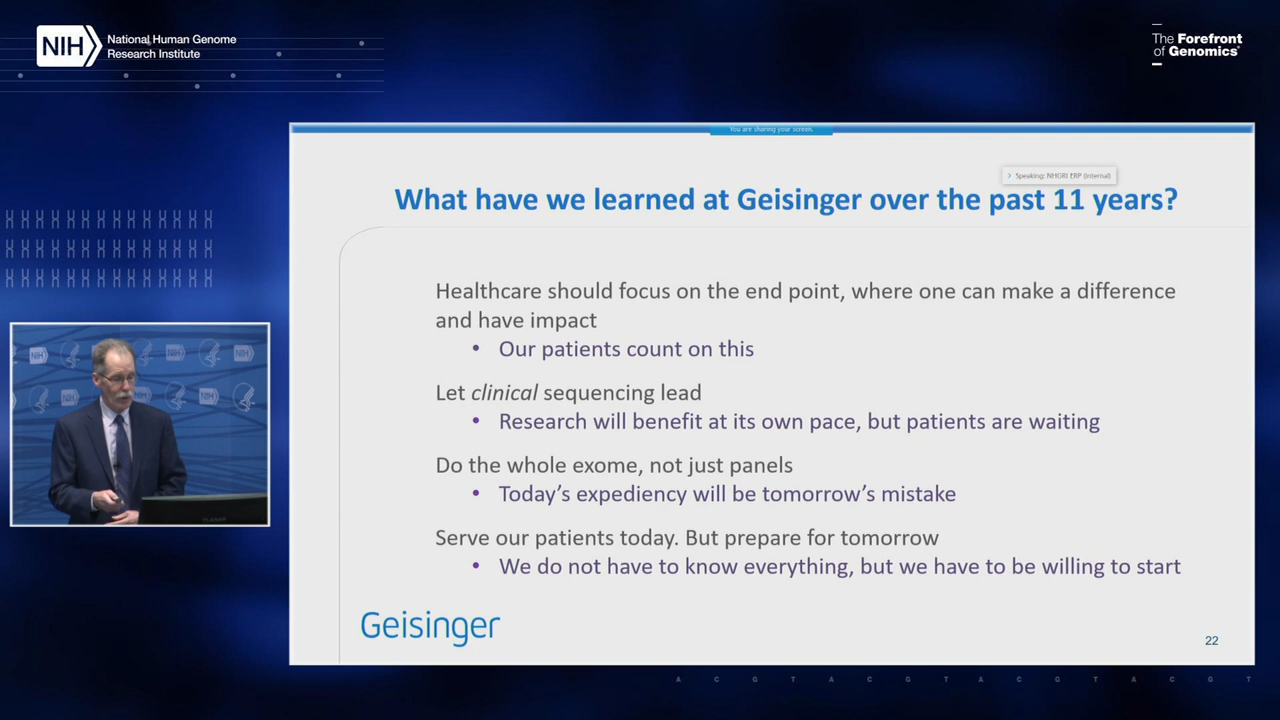 NIH
National Human Genome
Research Institute
The Forefront
of Genomics
You are sharing your screen.
Speaking: NHGRI ERP (Internal)
What have we learned at Geisinger over the past 11 years?
Healthcare should focus on the end point, where one can make a difference
and have impact
• Our patients count on this
Let clinical sequencing lead
• Research will benefit at its own pace, but patients are waiting
Do the whole exome, not just panels
• Today’s expediency will be tomorrow’s mistake
Serve our patients today. But prepare for tomorrow
• We do not have to know everything, but we have to be willing to start
Geisinger
22
NIH
NIH
NIH
NIH
NIH
A C G T A C G T A C G T A C G T